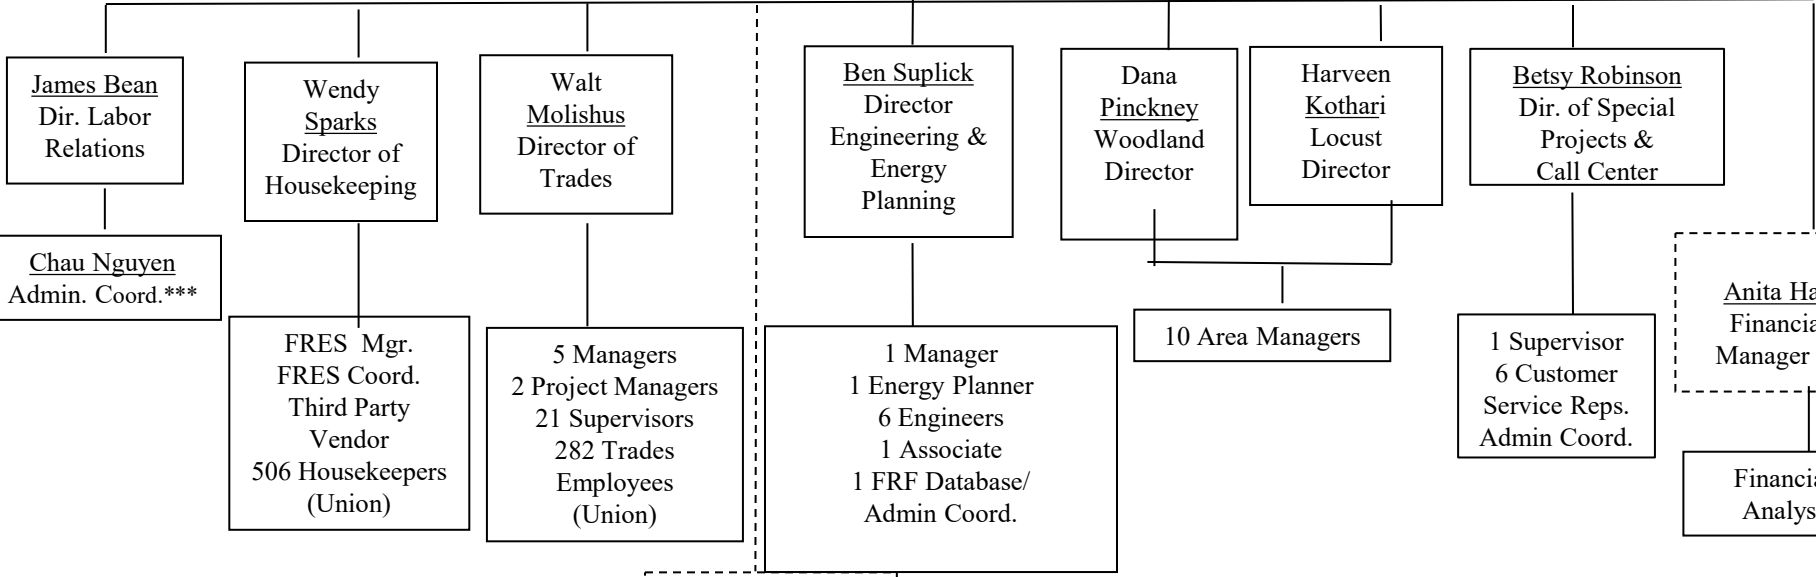 James Bean
Dir. Labor
Relations
Chau Nguyen
Admin. Coord.***
Wendy
Sparks
Director of
Housekeeping
FRES  Mgr.
FRES Coord.
Third Party
Vendor
506 Housekeepers
(Union)
Walt
Molishus
Director of
Trades
5 Managers
2 Project Managers
21 Supervisors
282 Trades
Employees
(Union)
Ben Suplick
Director
Engineering &
Energy
Planning
1 Manager
1 Energy Planner
6 Engineers
1 Associate
1 FRF Database/
Admin Coord.
Dana
Pinckney
Woodland
Director
Harveen
Kothari
Locust
Director
10 Area Managers
Betsy Robinson
Dir. of Special
Projects &
Call Center
1 Supervisor
6 Customer
Service Reps.
Admin Coord.
Anita
Manager